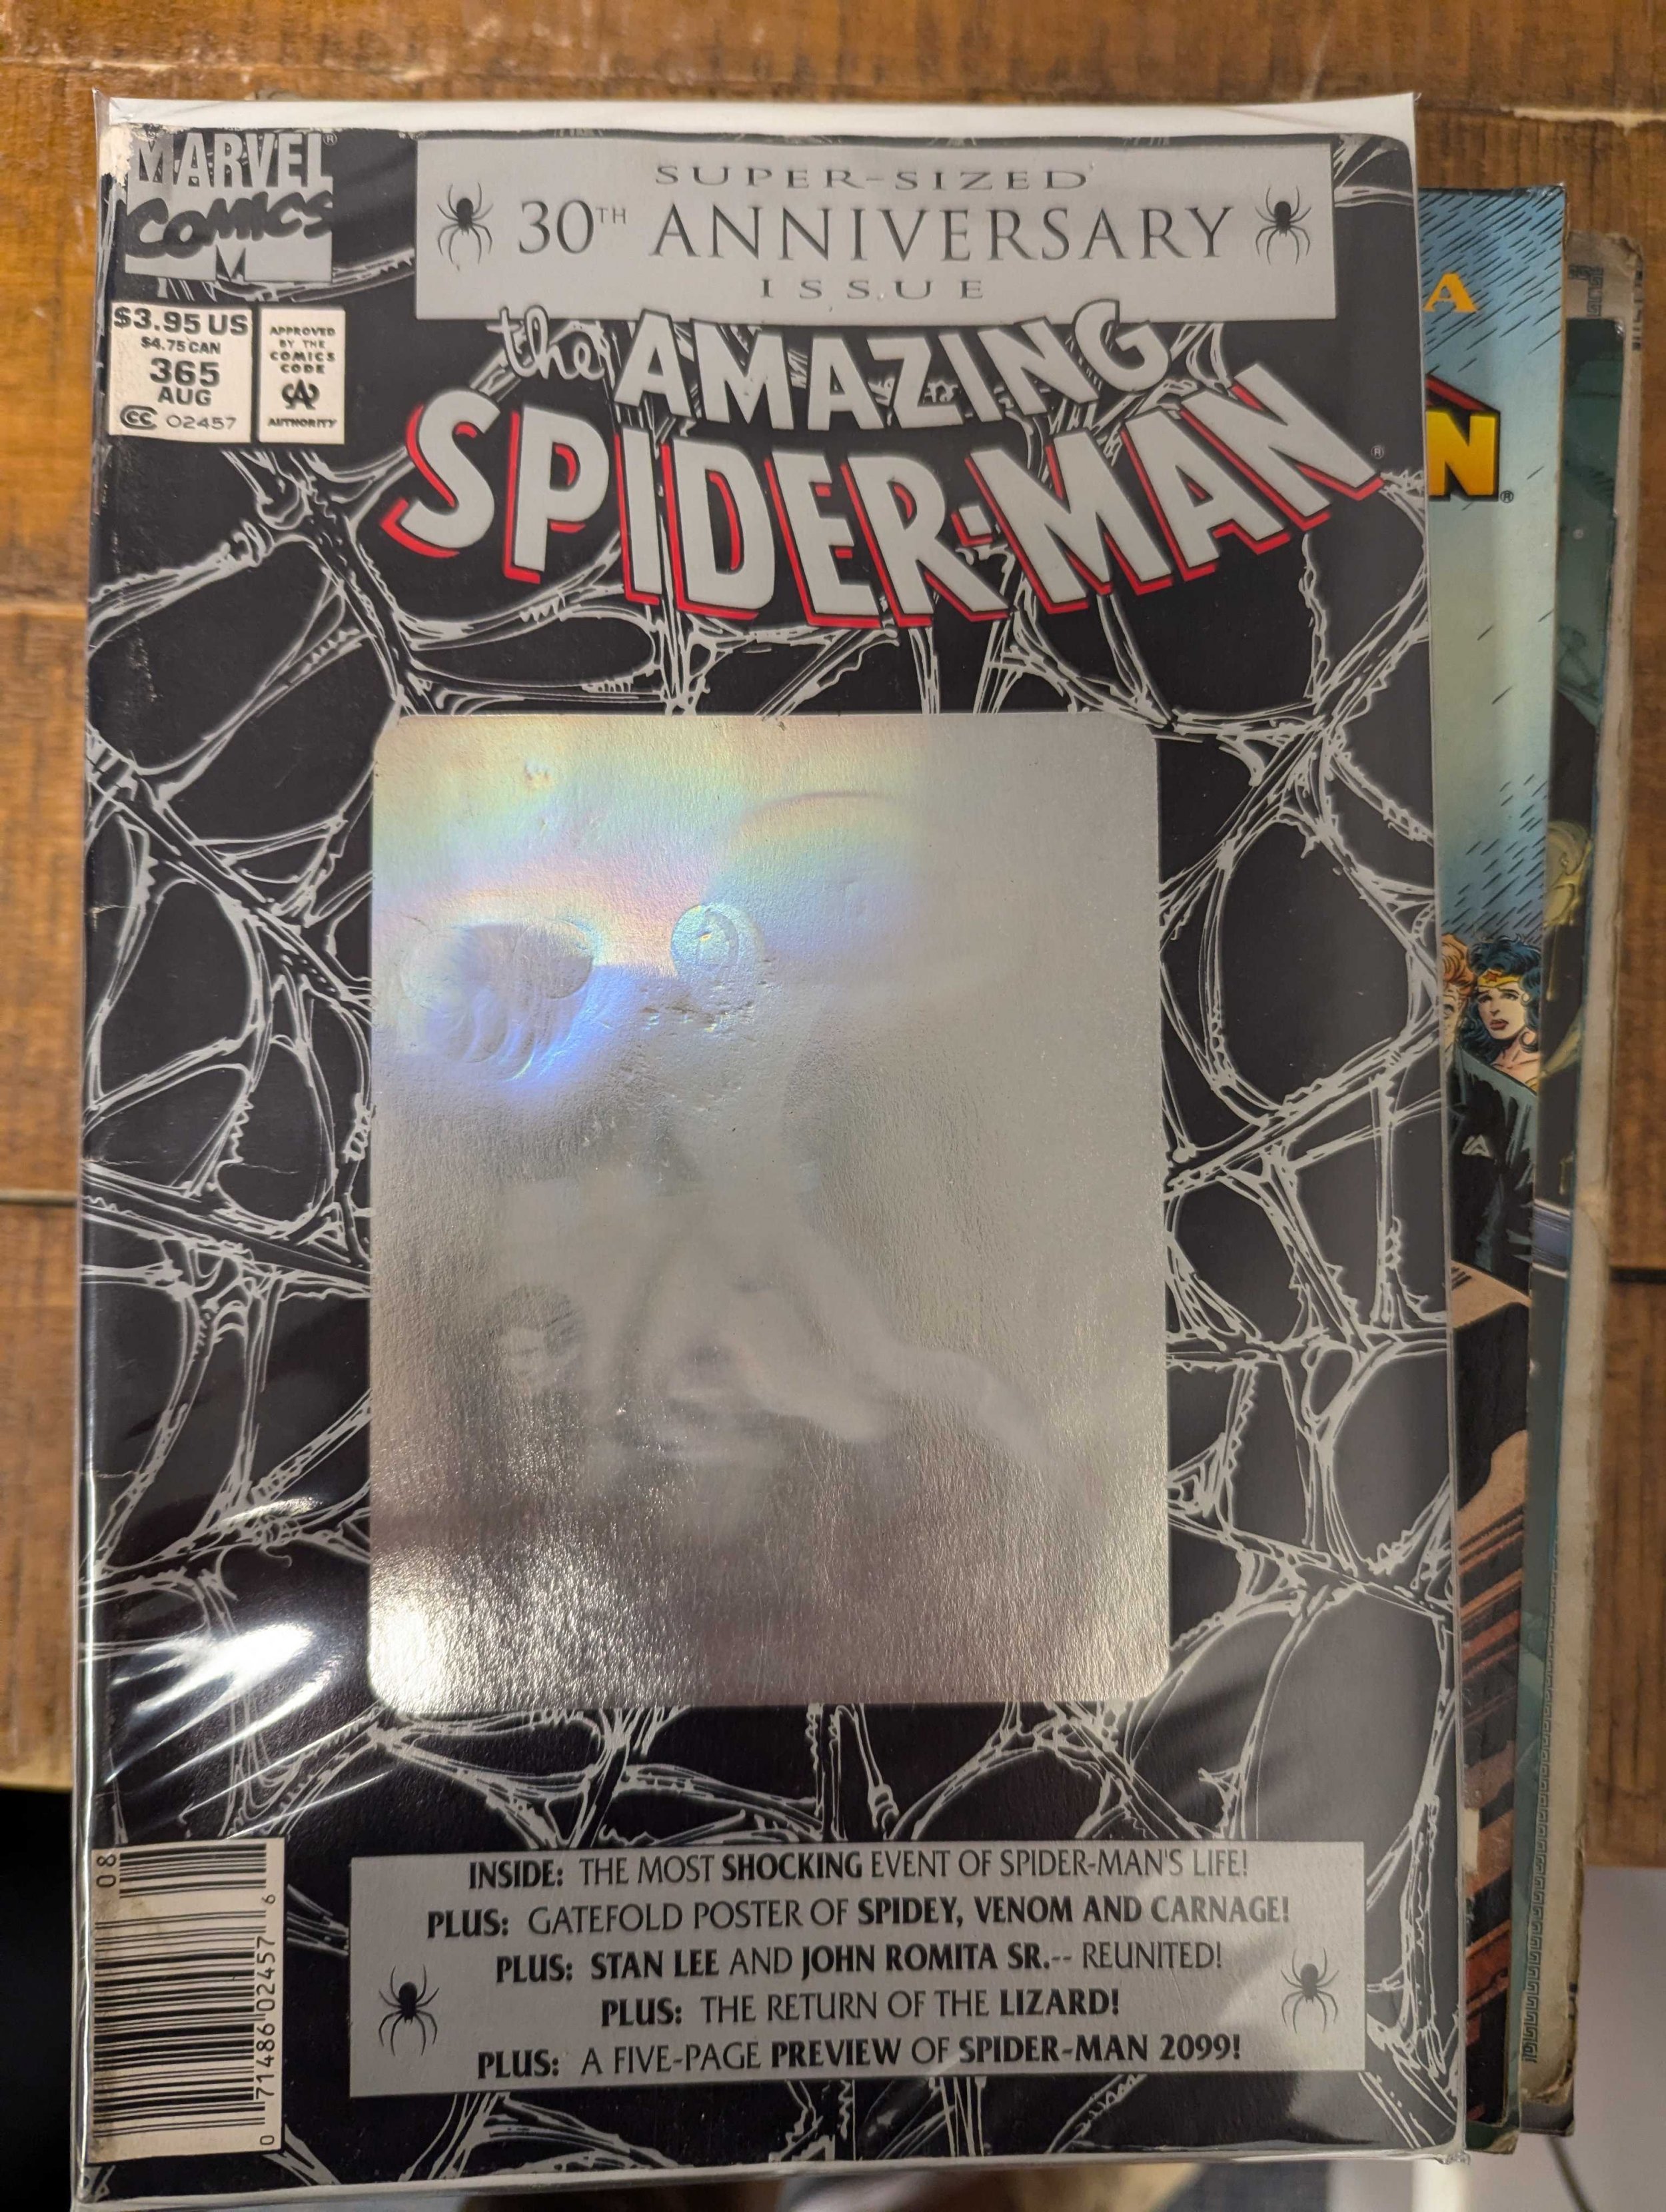 MARVEL®
COMICS
M
$3.95 US
$4.75 CAN
365
AUG
CC 02457
APPROVED
BY THE
COMICS
CODE
CA
AUTHORITY
SUPER-SIZED
30TH ANNIVERSARY
ISSUE
the AMAZING
SPIDER-MAN®
A
N®
INSIDE: THE MOST SHOCKING EVENT OF SPIDER-MAN'S LIFE!
PLUS: GATEFOLD POSTER OF SPIDEY, VENOM AND CARNAGE!
PLUS: STAN LEE AND JOHN ROMITA SR.-- REUNITED!
PLUS: THE RETURN OF THE LIZARD!
PLUS: A FIVE-PAGE PREVIEW OF SPIDER-MAN 2099!
08
0 71486 02457 6